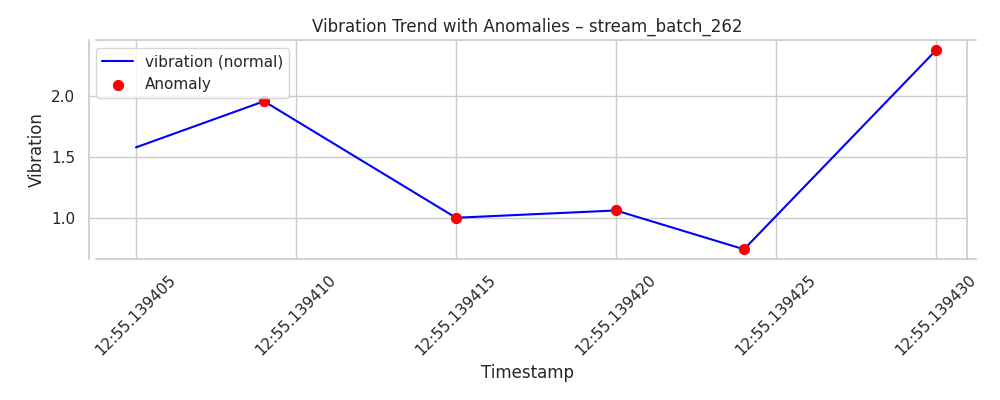 Vibration Trend with Anomalies – stream_batch_262
vibration (normal)
Anomaly
Vibration
2.0
1.5
1.0
12:55.139405
12:55.139410
12:55.139415
12:55.139420
12:55.139425
12:55.139430
Timestamp